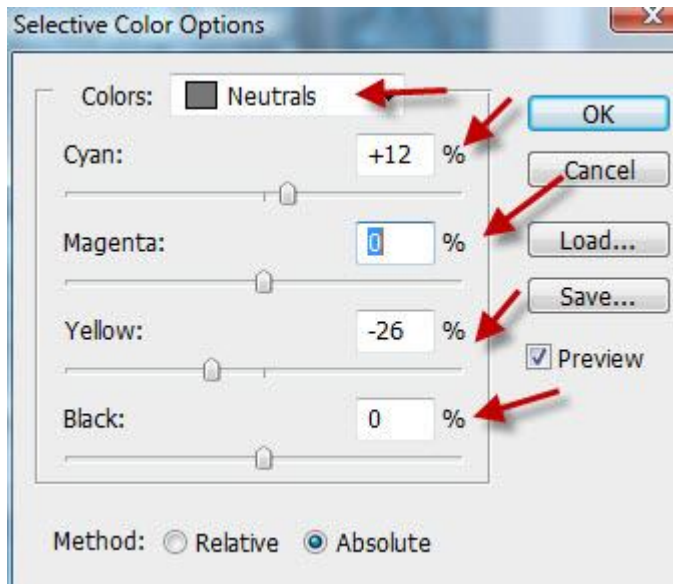 Selective Color Options
X
Colors: Neutrals
OK
Cyan: +12 %
Cancel
Magenta: 0 %
Load...
Save...
Yellow: -26 %
Preview
Black: 0 %
Method: Relative Absolute